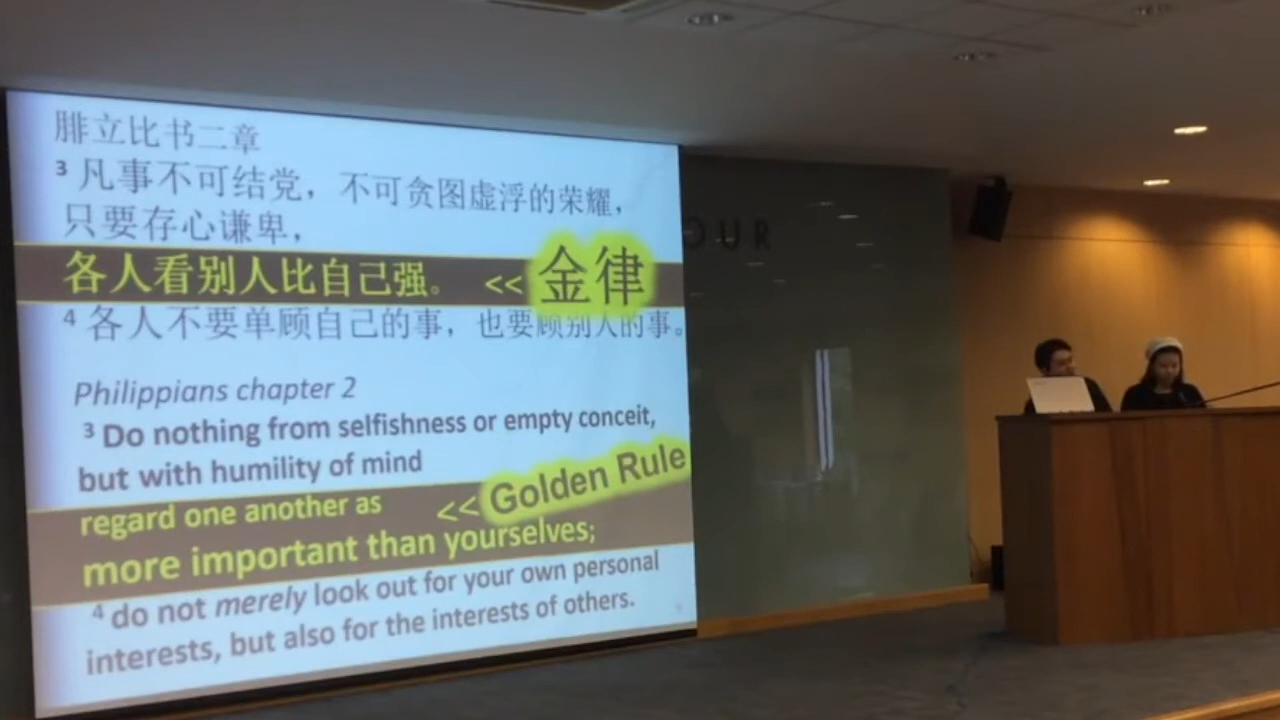 腓立比书二章
3 凡事不可结党，不可贪图虚浮的荣耀，
只要存心谦卑，
各人看别人比自己强。 << 金律
4 各人不要单顾自己的事，也要顾别人的事。
Philippians chapter 2
3 Do nothing from selfishness or empty conceit,
but with humility of mind
regard one another as << Golden Rule
more important than yourselves;
4 do not merely look out for your own personal
interests, but also for the interests of others.
OUR